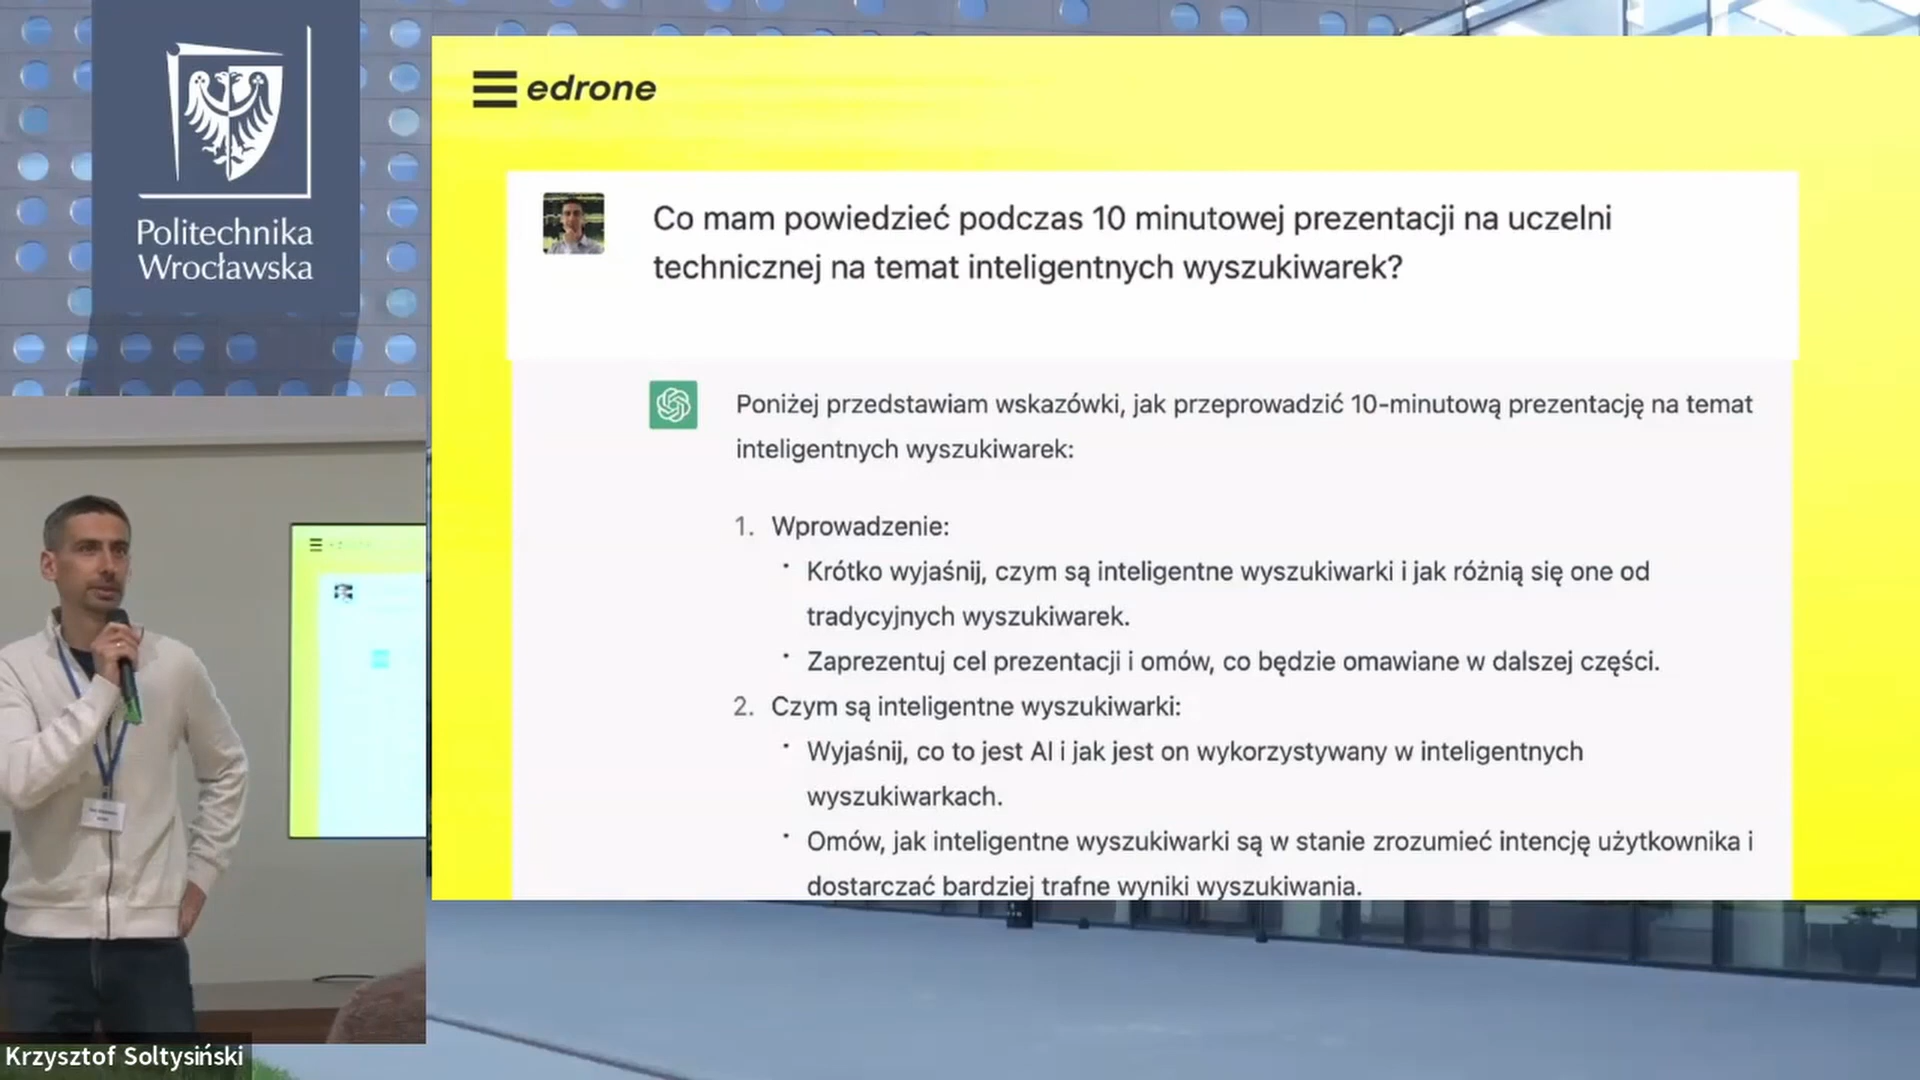 Politechnika
Wrocławska
edrone
Co mam powiedzieć podczas 10 minutowej prezentacji na uczelni
technicznej na temat inteligentnych wyszukiwarek?
Poniżej przedstawiam wskazówki, jak przeprowadzić 10-minutową prezentację na temat
inteligentnych wyszukiwarek:
1. Wprowadzenie:
• Krótko wyjaśnij, czym są inteligentne wyszukiwarki i jak różnią się one od
tradycyjnych wyszukiwarek.
• Zaprezentuj cel prezentacji i omów, co będzie omawiane w dalszej części.
2. Czym są inteligentne wyszukiwarki:
• Wyjaśnij, co to jest AI i jak jest on wykorzystywany w inteligentnych
wyszukiwarkach.
• Omów, jak inteligentne wyszukiwarki są w stanie zrozumieć intencję użytkownika i
dostarczać bardziej trafne wyniki wyszukiwania.
Krzysztof Soltysiński